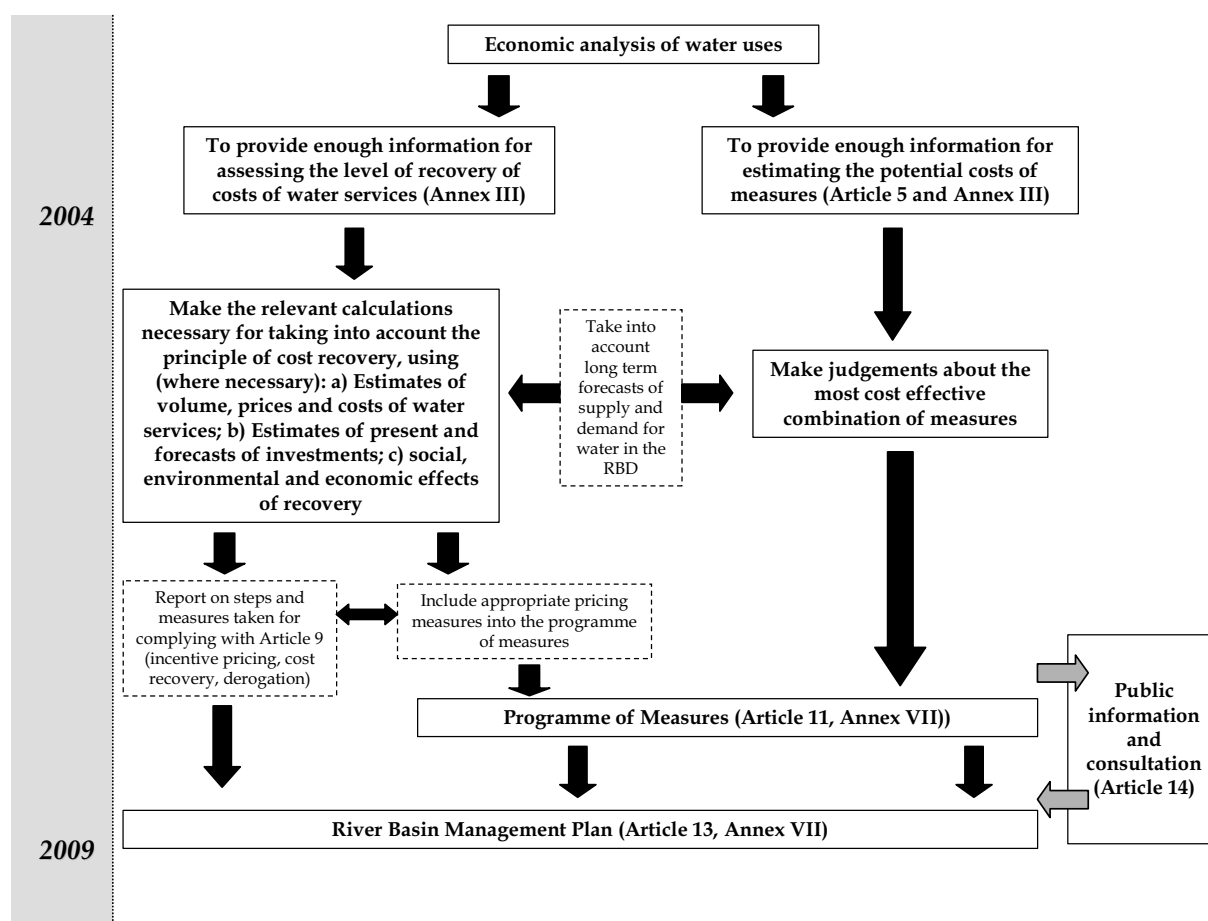 Economic analysis of water uses
To provide enough information for
assessing the level of recovery of
costs of water services (Annex III)
To provide enough information for
estimating the potential costs of
measures (Article 5 and Annex III)
2004
Make the relevant calculations
necessary for taking into account the
principle of cost recovery, using
(where necessary): a) Estimates of
volume, prices and costs of water
services; b) Estimates of present and
forecasts of investments; c) social,
environmental and economic effects
of recovery
Take into
account
long term
forecasts of
supply and
demand for
water in the
RBD
Make judgements about the
most cost effective
combination of measures
Report on steps and
measures taken for
complying with Article 9
(incentive pricing, cost
recovery, derogation)
Include appropriate pricing
measures into the programme
of measures
Programme of Measures (Article 11, Annex VII))
Public
information
and
consultation
(Article 14)
River Basin Management Plan (Article 13, Annex VII)
2009